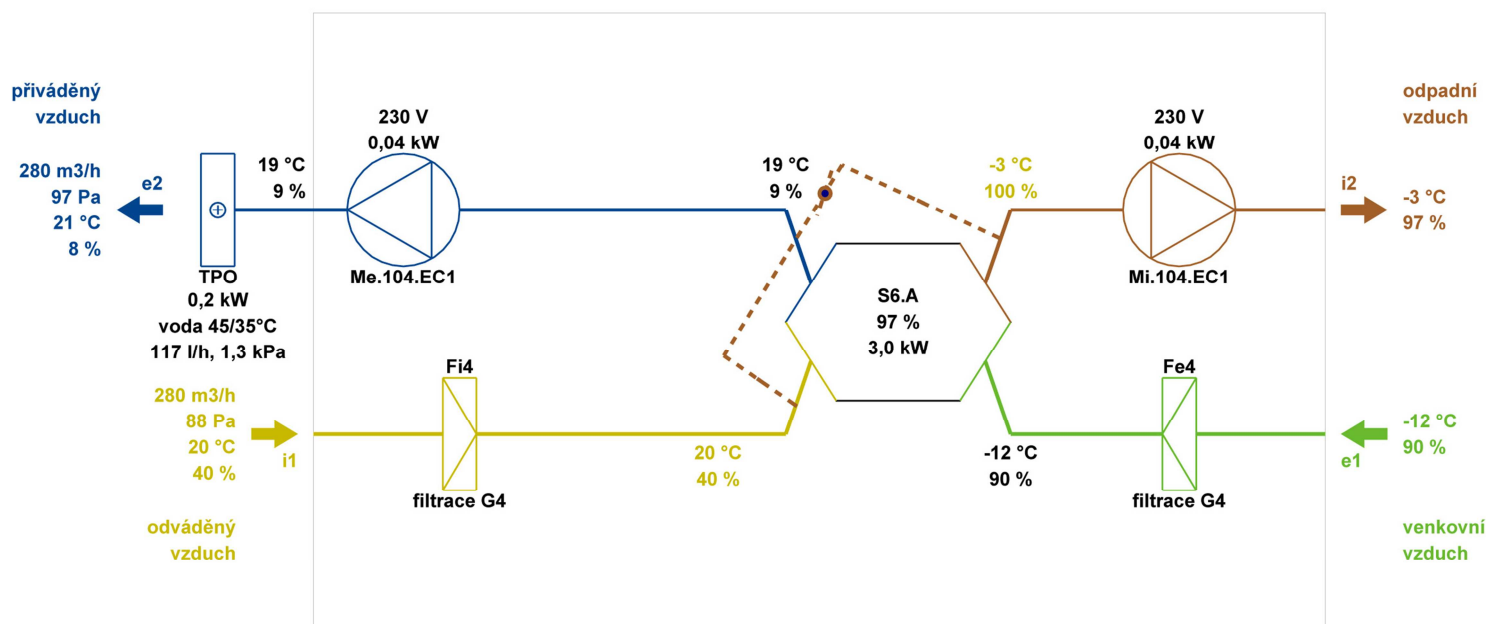 přiváděný
vzduch
280 m3/h
97 Pa
21 °C
8 %
e2
TPO
0,2 kW
voda 45/35°C
117 l/h, 1,3 kPa
19 °C
9 %
230 V
0,04 kW
Me.104.EC1
19 °C
9 %
-3 °C
100 %
230 V
0,04 kW
Mi.104.EC1
odpadní
vzduch
i2
-3 °C
97 %
S6.A
97 %
3,0 kW
280 m3/h
88 Pa
20 °C
40 %
i1
odváděný
vzduch
Fi4
filtrace G4
20 °C
40 %
-12 °C
90 %
Fe4
filtrace G4
-12 °C
90 %
e1
venkovní
vzduch